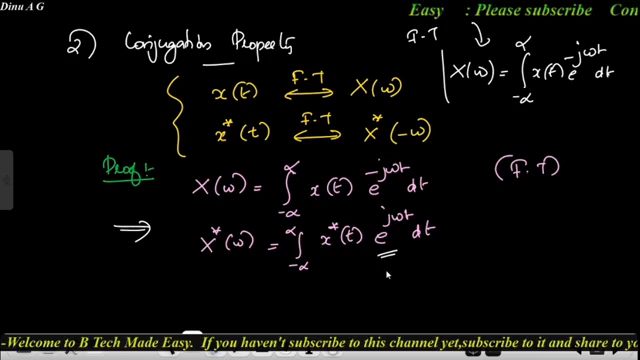 Dinu A G
Easy : Please subscribe Con
2) Conjugation Property
F.T
X(ω) = ∫_{-∞}^{∞} x(t) e^{-jωt} dt
x(t) ⟷ X(ω)
F.T
x*(t) ⟷ X*(-ω)
F.T
Proof:-
X(ω) = ∫_{-∞}^{∞} x(t) e^{-jωt} dt (F.T)
⟹ X*(ω) = ∫_{-∞}^{∞} x*(t) e^{jωt} dt
-Welcome to B Tech Made Easy. If you haven't subscribe to this channel yet,subscribe to it and share to yo